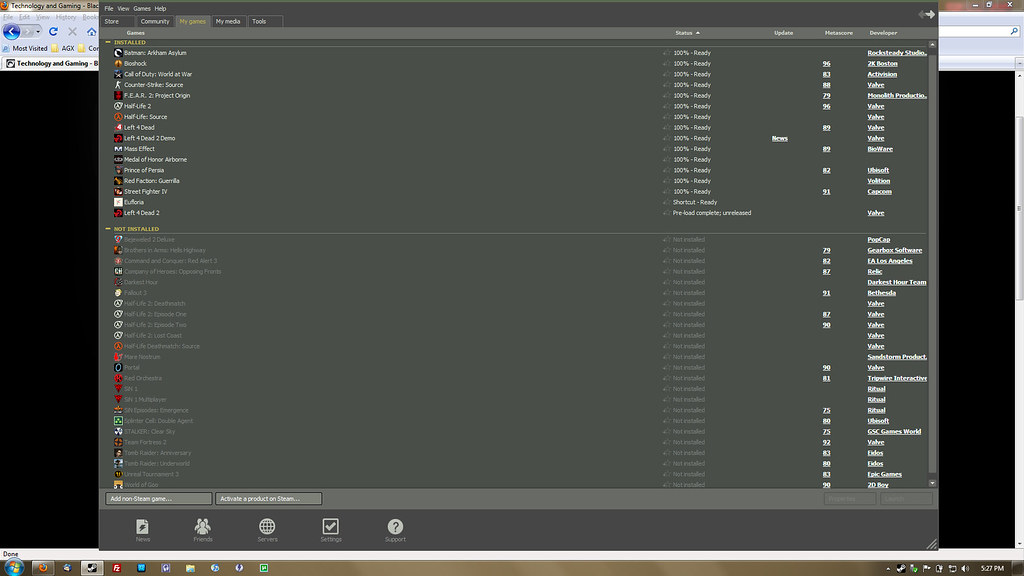 Technology and Gaming - Blac
File Edit View History Book
Most Visited AGX Co
Technology and Gaming - Bl
File View Games Help
Store Community My games My media Tools
Games Status Update Metascore Developer
INSTALLED
Batman: Arkham Asylum 100% - Ready Rocksteady Studio..
Bioshock 100% - Ready 96 2K Boston
Call of Duty: World at War 100% - Ready 83 Activision
Counter-Strike: Source 100% - Ready 88 Valve
F.E.A.R. 2: Project Origin 100% - Ready 79 Monolith Productio..
Half-Life 2 100% - Ready 96 Valve
Half-Life: Source 100% - Ready Valve
Left 4 Dead 100% - Ready 89 Valve
Left 4 Dead 2 Demo 100% - Ready News Valve
Mass Effect 100% - Ready 89 BioWare
Medal of Honor Airborne 100% - Ready
Prince of Persia 100% - Ready 82 Ubisoft
Red Faction: Guerrilla 100% - Ready Volition
Street Fighter IV 100% - Ready 91 Capcom
Eufloria Shortcut - Ready
Left 4 Dead 2 Pre-load complete; unreleased Valve
NOT INSTALLED
Bejeweled 2 Deluxe Not installed PopCap
Brothers in Arms: Hells Highway Not installed 79 Gearbox Software
Command and Conquer: Red Alert 3 Not installed 82 EA Los Angeles
Company of Heroes: Opposing Fronts Not installed 87 Relic
Darkest Hour Not installed Darkest Hour Team
Fallout 3 Not installed 91 Bethesda
Half-Life 2: Deathmatch Not installed Valve
Half-Life 2: Episode One Not installed 87 Valve
Half-Life 2: Episode Two Not installed 90 Valve
Half-Life 2: Lost Coast Not installed Valve
Half-Life Deathmatch: Source Not installed Valve
Mare Nostrum Not installed Sandstorm Product.
Portal Not installed 90 Valve
Red Orchestra Not installed 81 Tripwire Interactive
SiN 1 Not installed Ritual
SiN 1 Multiplayer Not installed Ritual
SiN Episodes: Emergence Not installed 75 Ritual
Splinter Cell: Double Agent Not installed 80 Ubisoft
STALKER: Clear Sky Not installed 75 GSC Games World
Team Fortress 2 Not installed 92 Valve
Tomb Raider: Anniversary Not installed 83 Eidos
Tomb Raider: Underworld Not installed 80 Eidos
Unreal Tournament 3 Not installed 83 Epic Games
World of Goo Not installed 90 2D Boy
Add non-Steam game... Activate a product on Steam...
News Friends Servers Settings Support
Done
5:27 PM